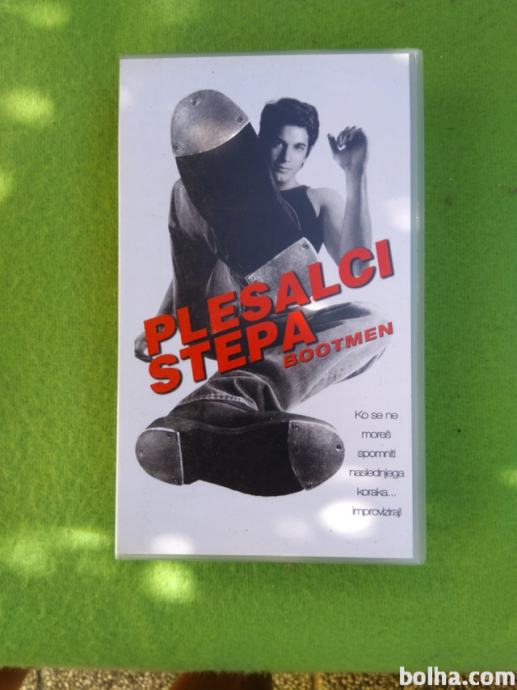 PLESALCI
STEPA
BOOTMEN
Ko se ne
moreš
spomniti
naslednjega
koraka...
improviziraj!
bolha.com